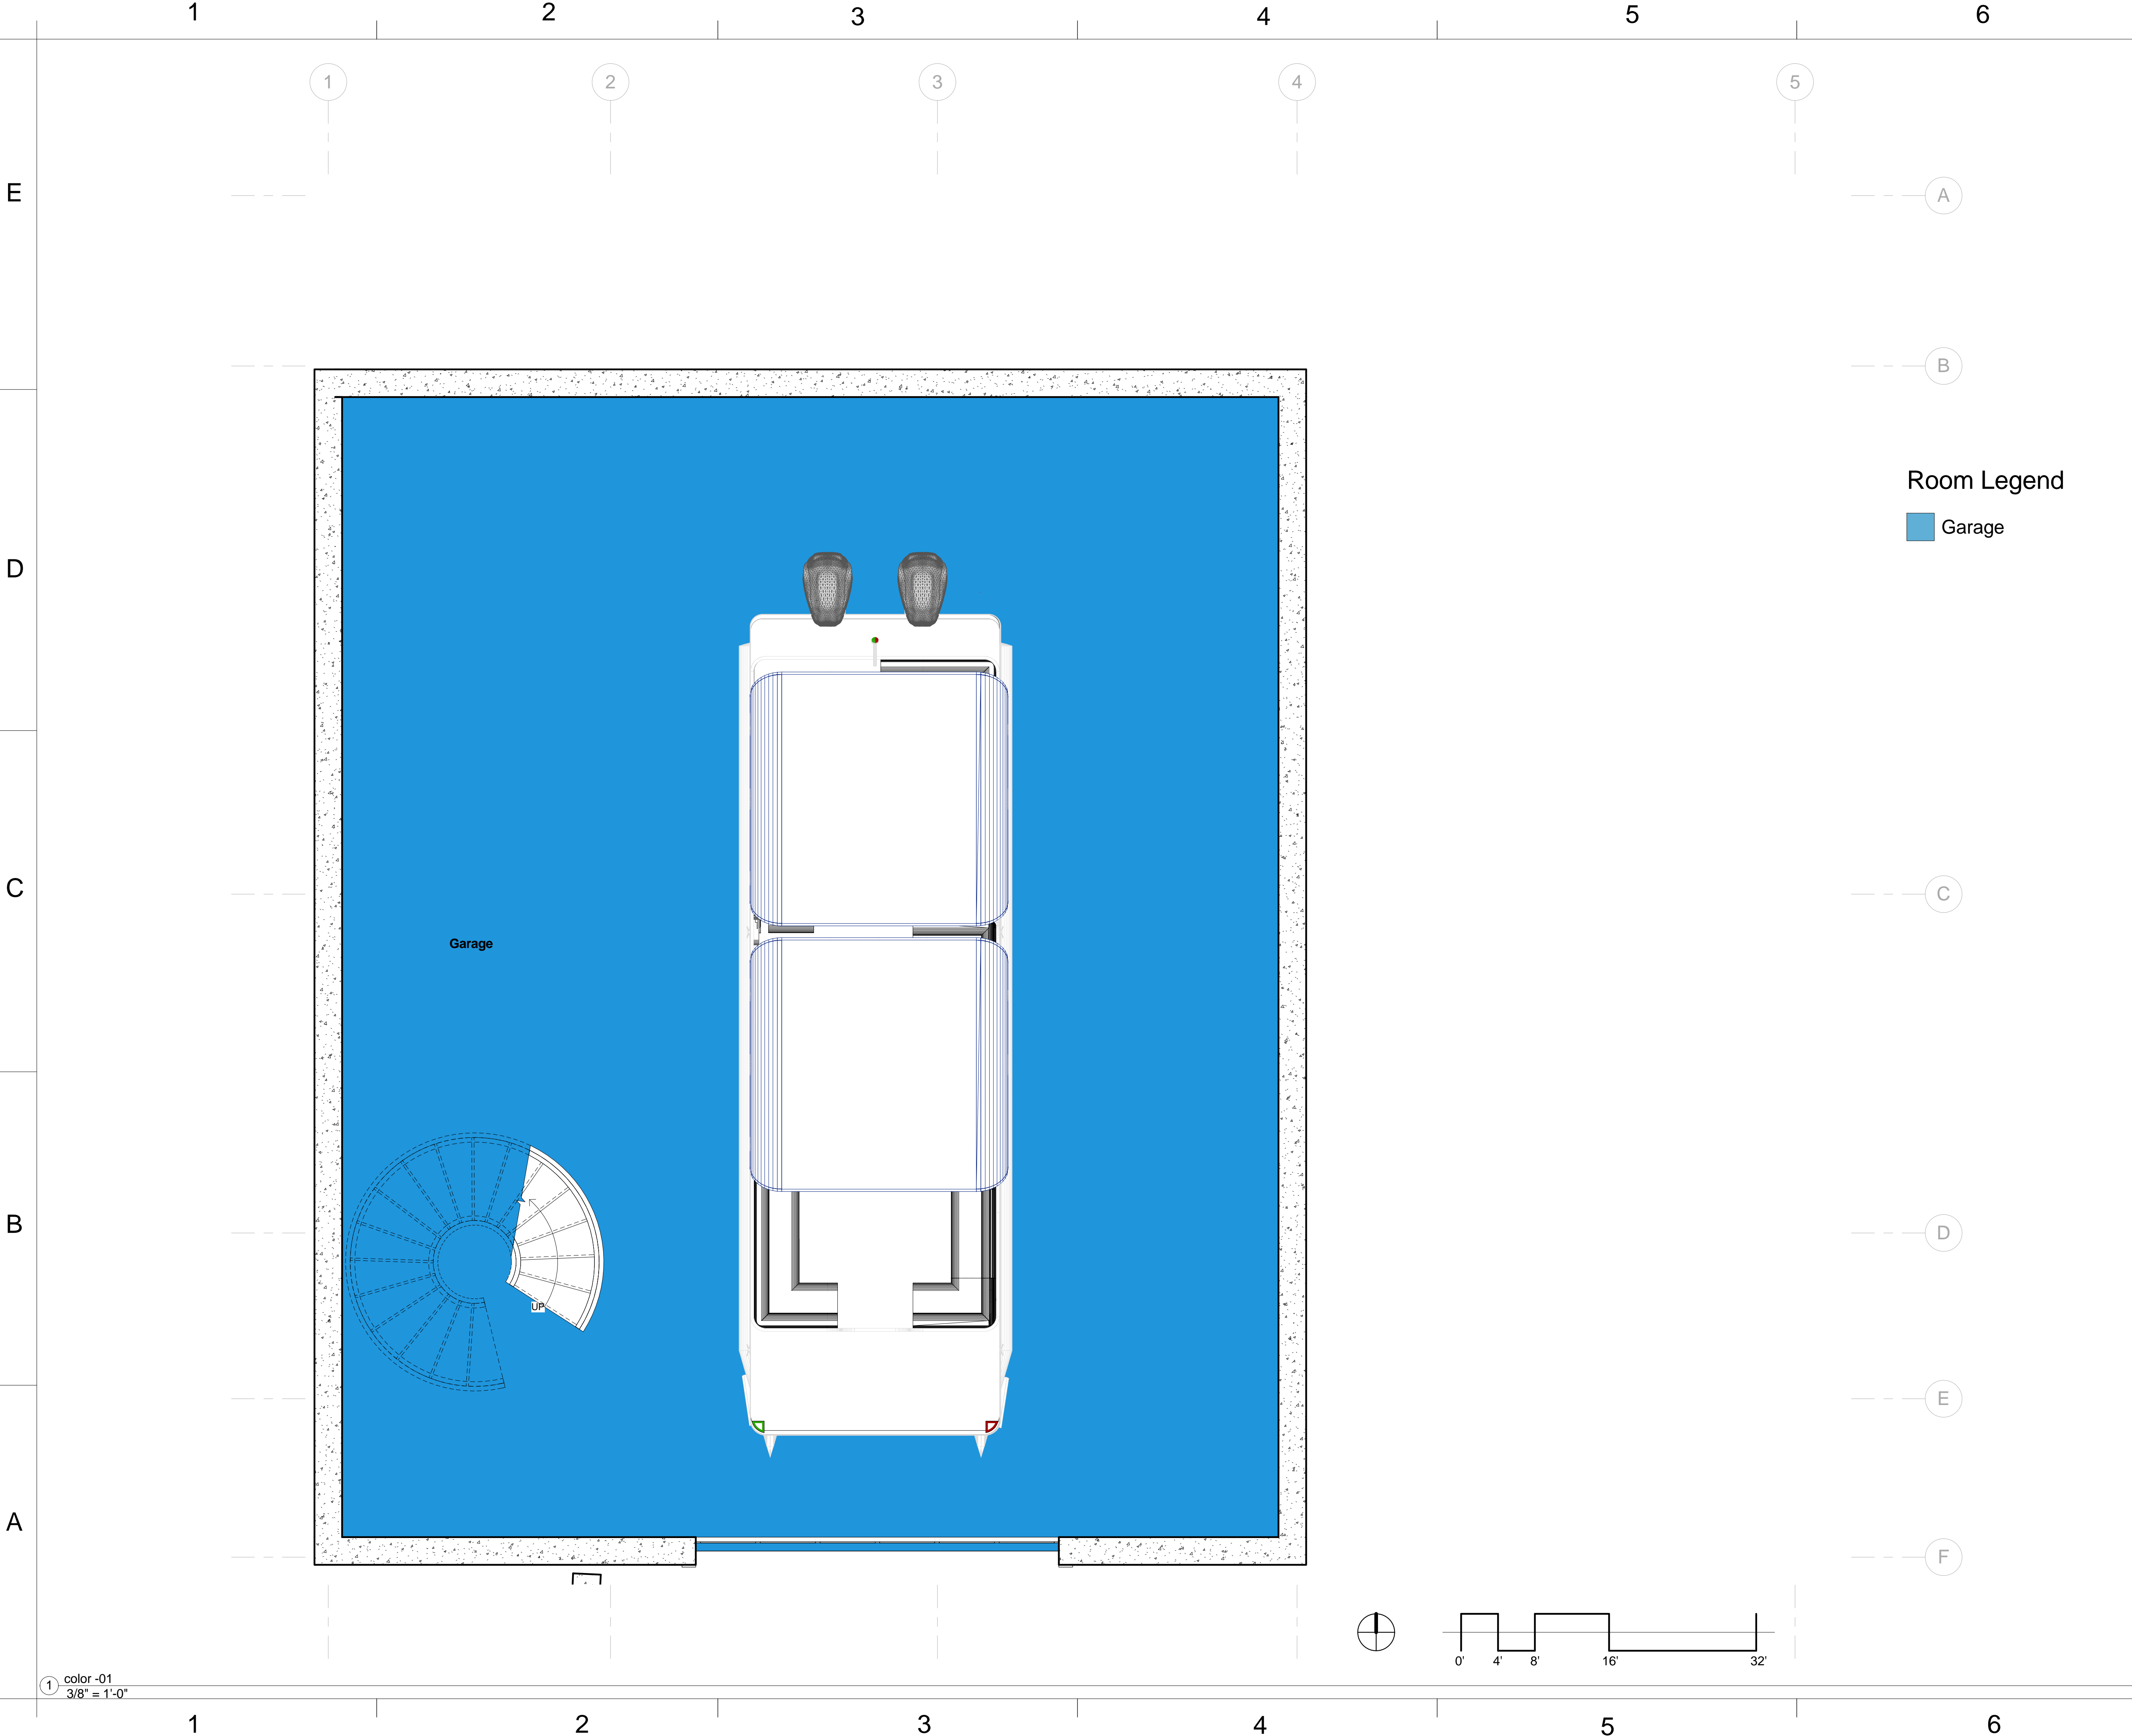 1 2 3 4 5 6
1 2 3 4 5
E
A
B
Room Legend
D
Garage
C
C
Garage
B
D
UP
E
A
F
0' 4' 8' 16' 32'
1 color -01
3/8" = 1'-0"
1 2 3 4 5 6